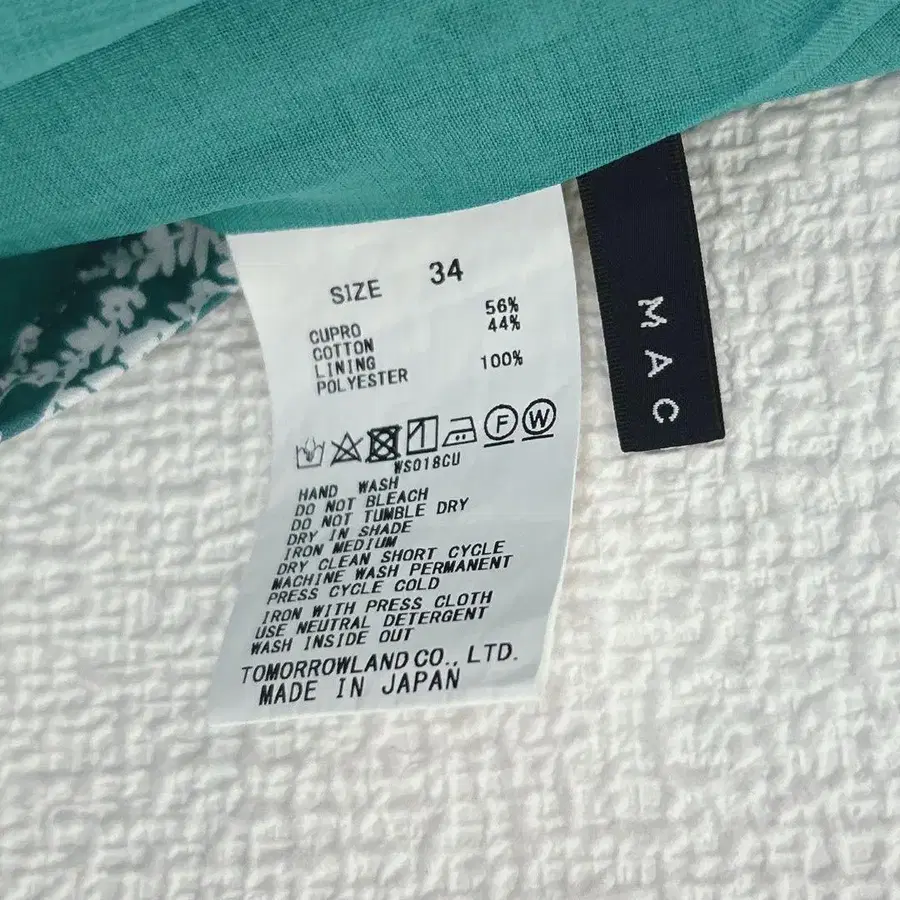 SIZE 34
CUPRO 56%
COTTON 44%
LINING
POLYESTER 100%
F W
WS018CU
HAND WASH
DO NOT BLEACH
DO NOT TUMBLE DRY
DRY IN SHADE
IRON MEDIUM
DRY CLEAN SHORT CYCLE
MACHINE WASH PERMANENT
PRESS CYCLE COLD
IRON WITH PRESS CLOTH
USE NEUTRAL DETERGENT
WASH INSIDE OUT
TOMORROWLAND CO., LTD.
MADE IN JAPAN
MAC